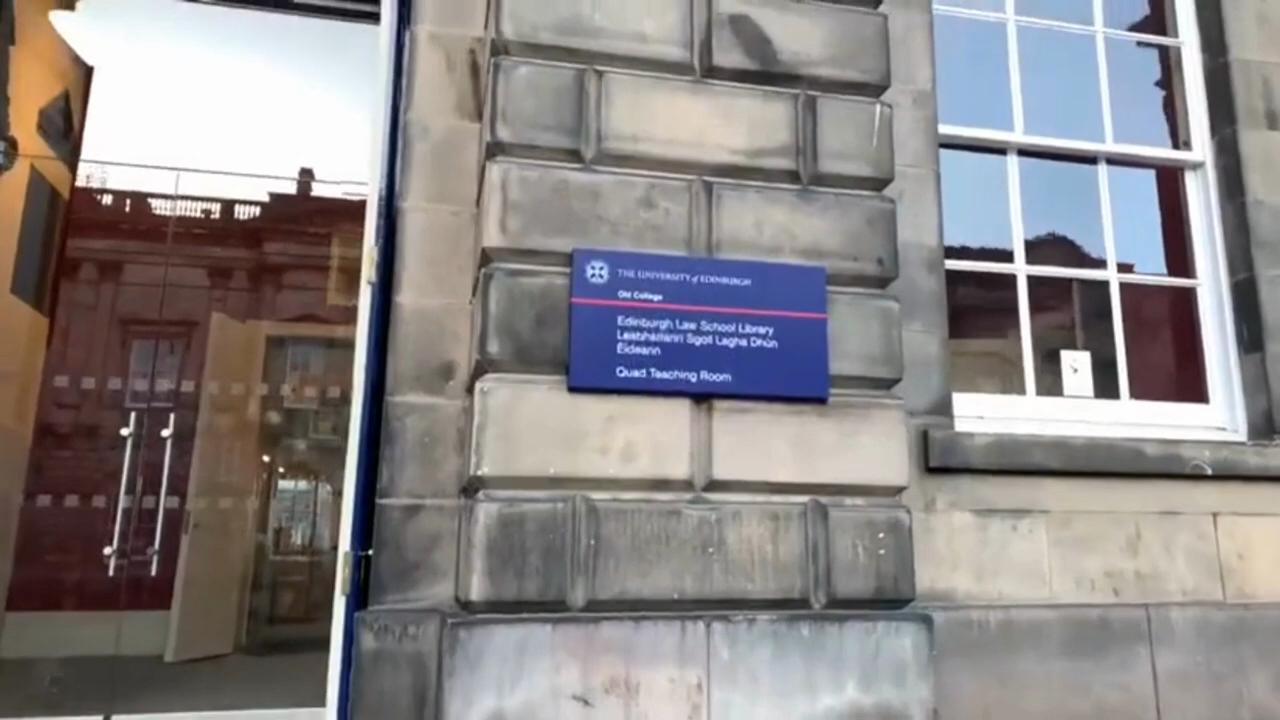 THE UNIVERSITY of EDINBURGH
Old College
Edinburgh Law School Library
Leabharlann Sgoil Lagha Dhùn
Èideann
Quad Teaching Room